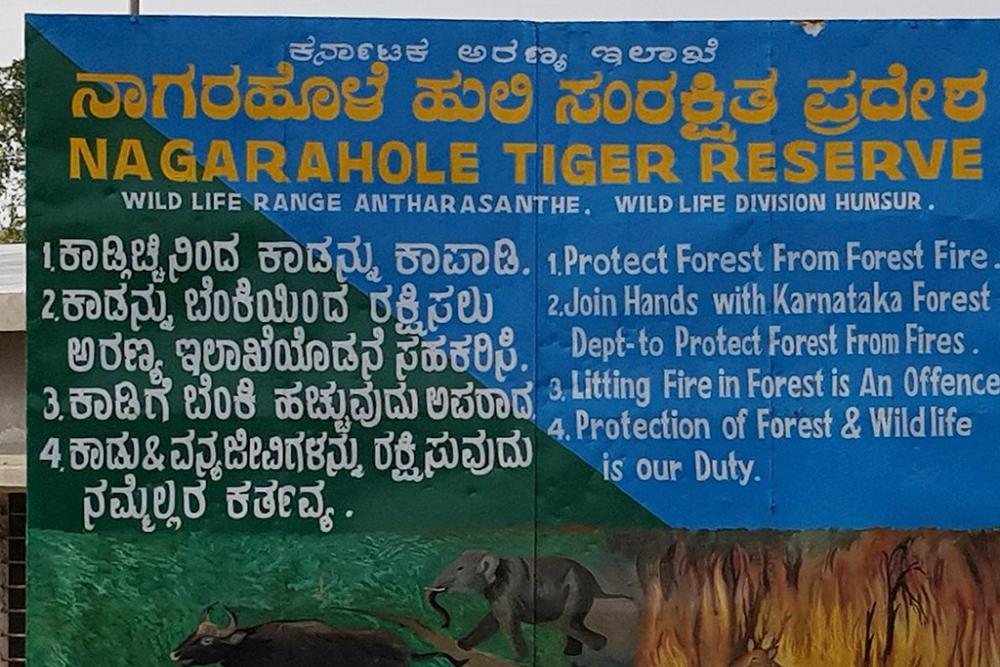 ಕರ್ನಾಟಕ ಅರಣ್ಯ ಇಲಾಖೆ
ನಾಗರಹೊಳೆ ಹುಲಿ ಸಂರಕ್ಷಿತ ಪ್ರದೇಶ
NAGARAHOLE TIGER RESERVE
WILD LIFE RANGE ANTHARASANTHE. WILD LIFE DIVISION HUNSUR.
1. ಕಾಡ್ಗಿಚ್ಚಿನಿಂದ ಕಾಡನ್ನು ಕಾಪಾಡಿ.
2. ಕಾಡನ್ನು ಬೆಂಕಿಯಿಂದ ರಕ್ಷಿಸಲು
ಅರಣ್ಯ ಇಲಾಖೆಯೊಡನೆ ಸಹಕರಿಸಿ.
3. ಕಾಡಿಗೆ ಬೆಂಕಿ ಹಚ್ಚುವುದು ಅಪರಾದ
4. ಕಾಡು & ವನ್ಯಜೀವಿಗಳನ್ನು ರಕ್ಷಿಸುವುದು
ನಮ್ಮೆಲ್ಲರ ಕರ್ತವ್ಯ.
1. Protect Forest From Forest Fire.
2. Join Hands with Karnataka Forest
Dept-to Protect Forest From Fires.
3. Litting Fire in Forest is An Offence
4. Protection of Forest & Wild life
is our Duty.